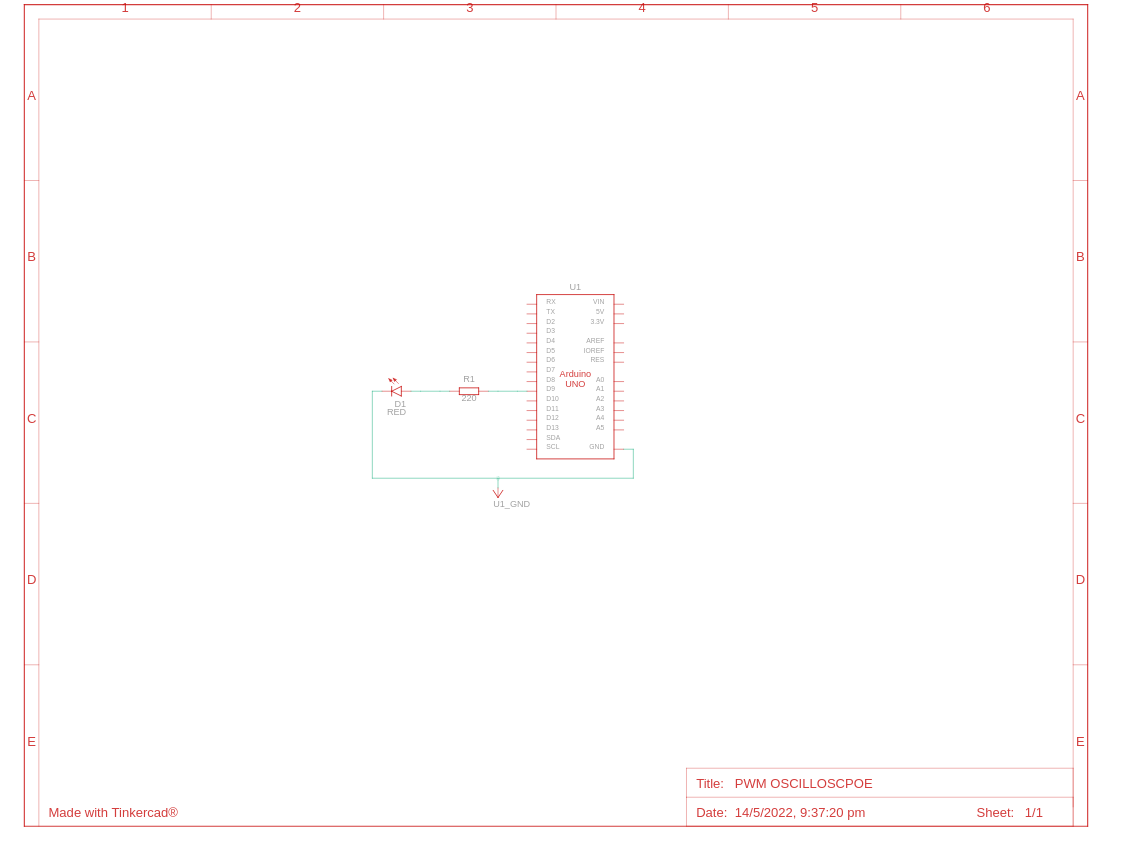 1 2 3 4 5 6
A A
B B
U1
RX VIN
TX 5V
D2 3.3V
D3
D4 AREF
D5 IOREF
D6 RES
D7
Arduino
UNO
D8 A0
D9 A1
D10 A2
D11 A3
D12 A4
D13 A5
SDA
SCL GND
R1
220
D1
RED
C C
U1_GND
D D
E E
Title: PWM OSCILLOSCPOE
Made with Tinkercad®
Date: 14/5/2022, 9:37:20 pm Sheet: 1/1